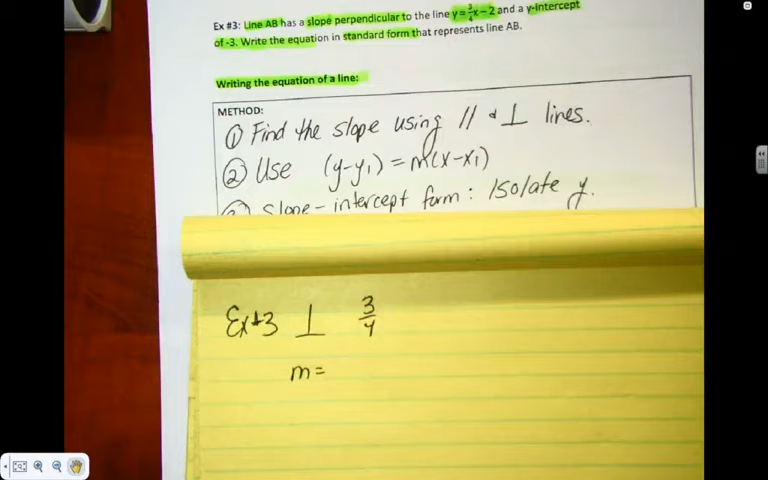 Ex #3: Line AB has a slope perpendicular to the line y=3/4x-2 and a y-intercept
of -3. Write the equation in standard form that represents line AB.
Writing the equation of a line:
METHOD:
① Find the slope using // & ⊥ lines.
② Use (y-y₁)=m(x-x₁)
Slope-intercept form: Isolate y.
Ex#3 ⊥ 3/4
m=